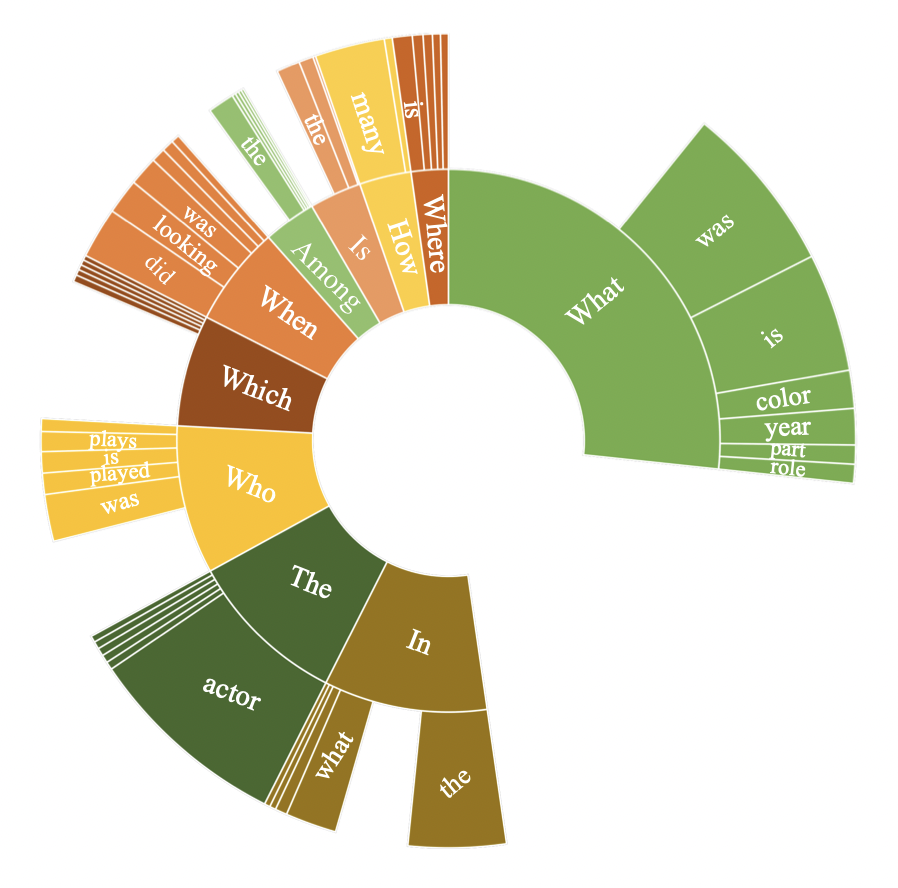 What
was
is
color
year
part
role
In
the
what
The
actor
Who
was
played
is
plays
Which
When
did
looking
was
Among
the
Is
the
How
many
Where
is